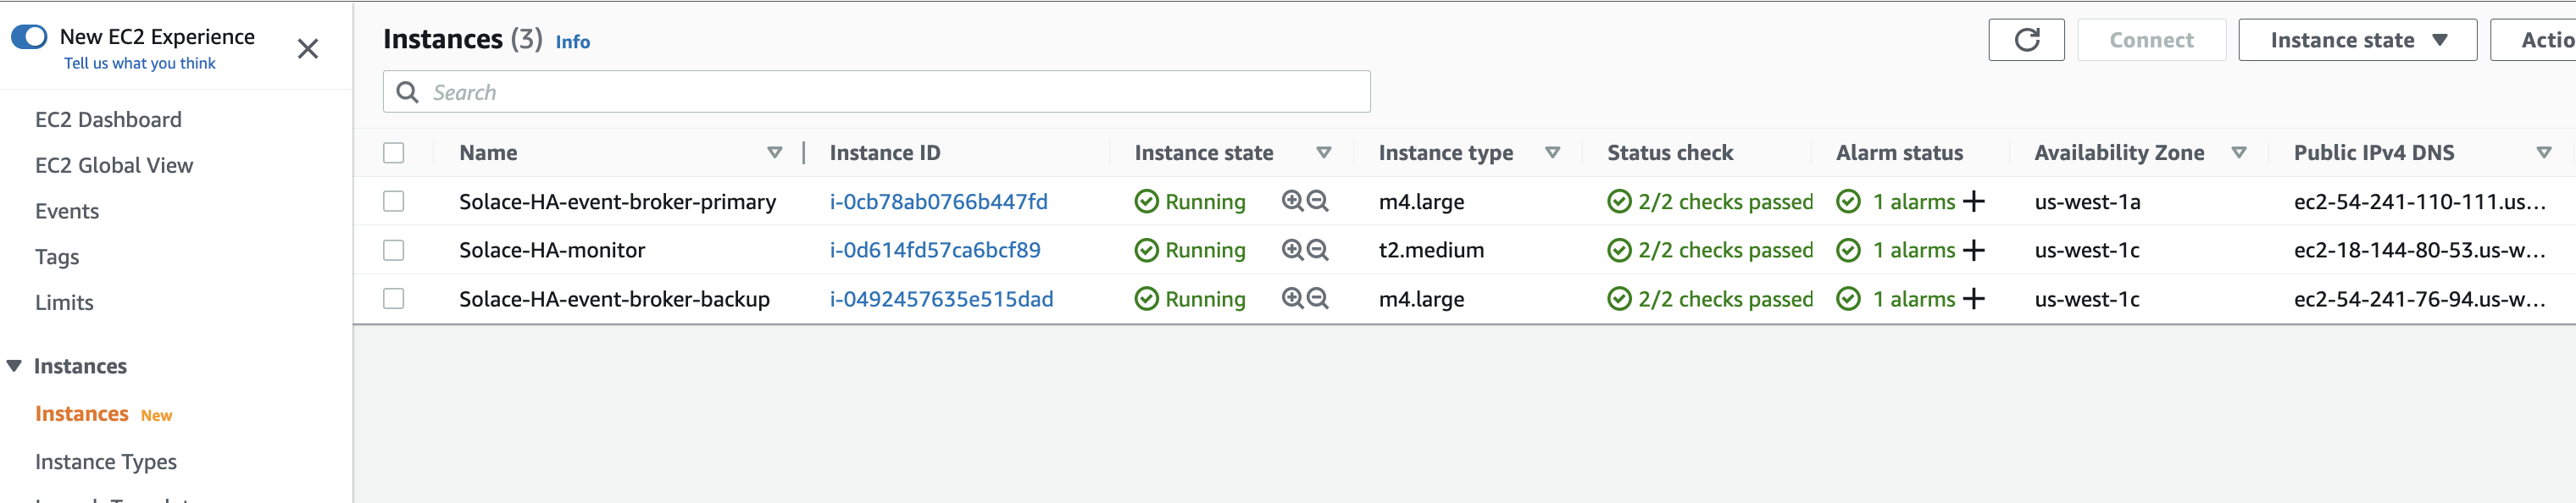 New EC2 Experience
Tell us what you think
EC2 Dashboard
EC2 Global View
Events
Tags
Limits
Instances
Instances New
Instance Types
Instances (3) Info
Connect Instance state Actio
Search
Name Instance ID Instance state Instance type Status check Alarm status Availability Zone Public IPv4 DNS
Solace-HA-event-broker-primary i-0cb78ab0766b447fd Running m4.large 2/2 checks passed 1 alarms + us-west-1a ec2-54-241-110-111.us...
Solace-HA-monitor i-0d614fd57ca6bcf89 Running t2.medium 2/2 checks passed 1 alarms + us-west-1c ec2-18-144-80-53.us-w...
Solace-HA-event-broker-backup i-0492457635e515dad Running m4.large 2/2 checks passed 1 alarms + us-west-1c ec2-54-241-76-94.us-w...